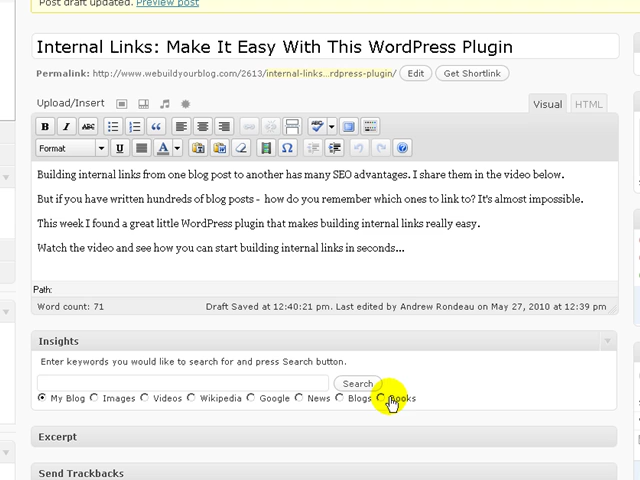 Post draft updated. Preview post
Internal Links: Make It Easy With This WordPress Plugin
Permalink: http://www.webuildyourblog.com/2613/internal-links...rdpress-plugin/ Edit Get Shortlink
Upload/Insert Visual HTML
B I ABC ABC
Format U A
Building internal links from one blog post to another has many SEO advantages. I share them in the video below.
But if you have written hundreds of blog posts - how do you remember which ones to link to? It's almost impossible.
This week I found a great little WordPress plugin that makes building internal links really easy.
Watch the video and see how you can start building internal links in seconds...
Path:
Word count: 71 Draft Saved at 12:40:21 pm. Last edited by Andrew Rondeau on May 27, 2010 at 12:39 pm
Insights
Enter keywords you would like to search for and press Search button.
Search
My Blog Images Videos Wikipedia Google News Blogs Books
Excerpt
Send Trackbacks